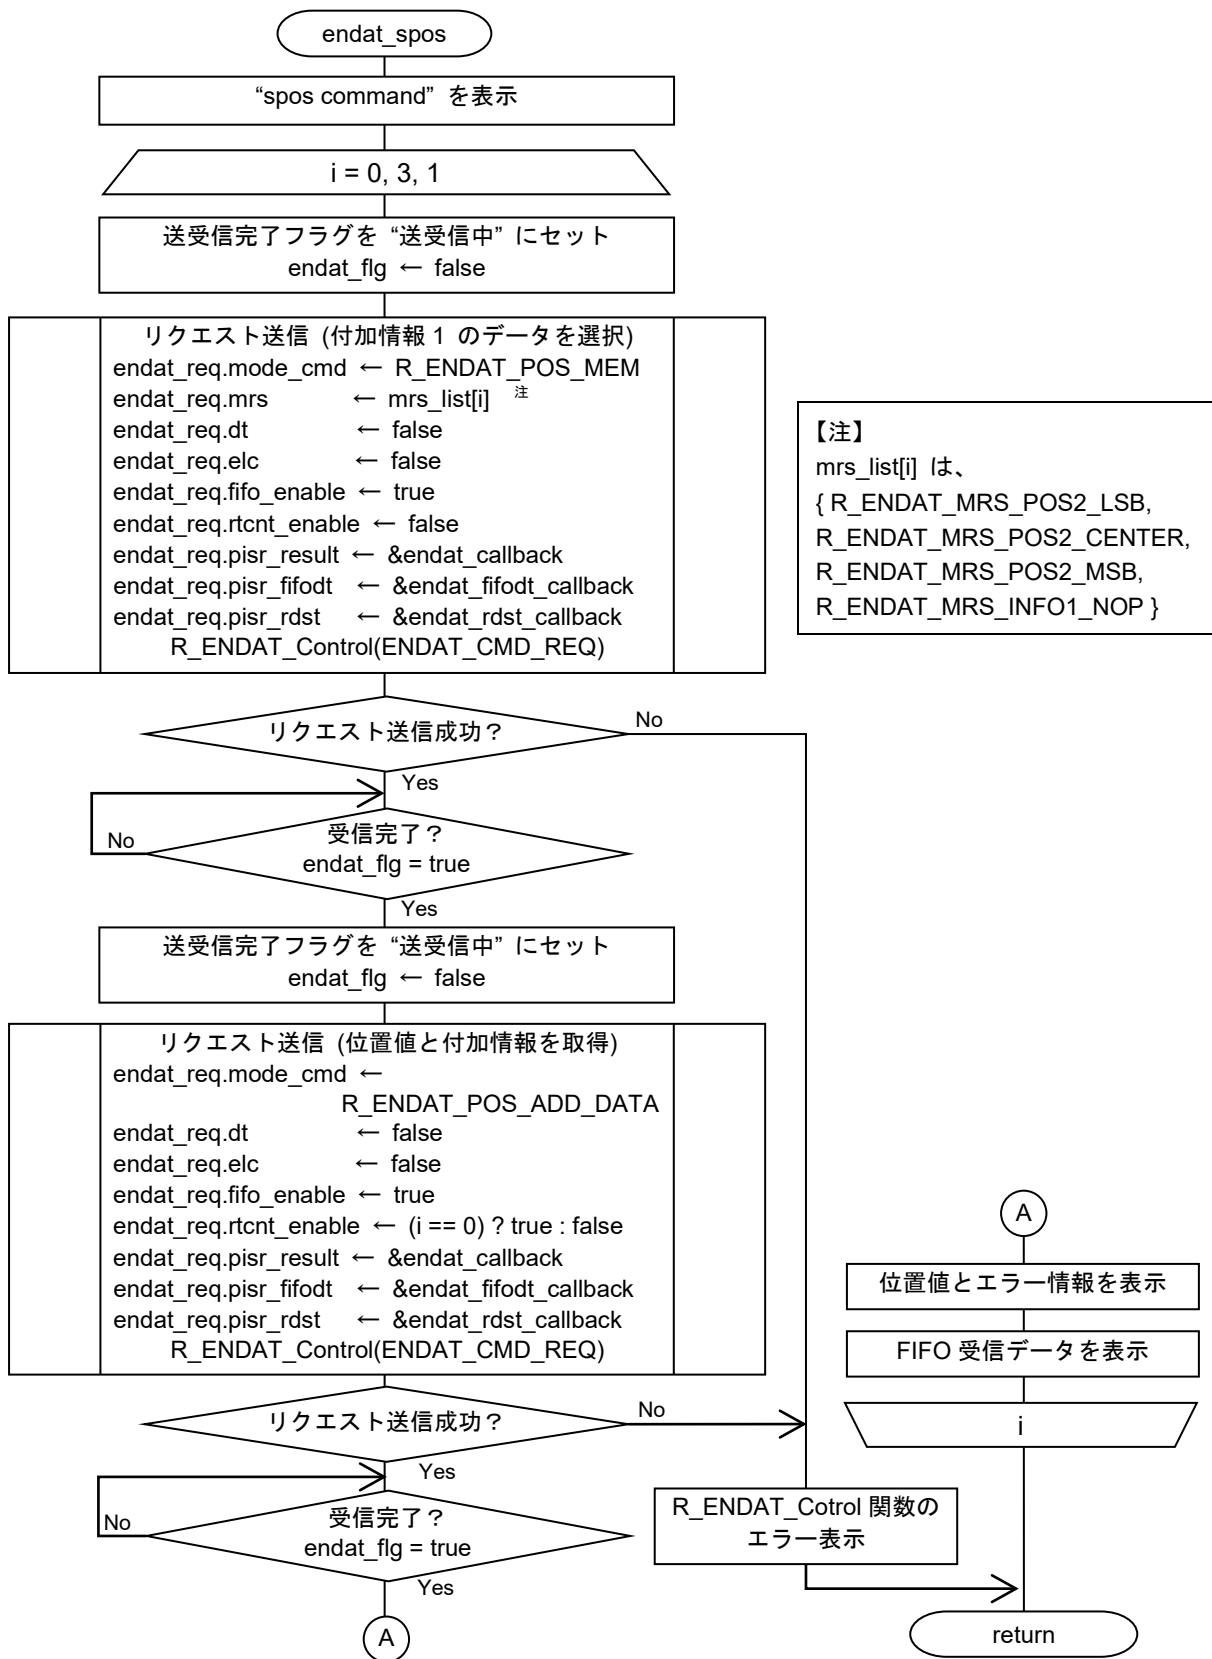 endat_spos
“spos command” を表示
i = 0, 3, 1
送受信完了フラグを “送受信中” にセット
endat_flg ← false
リクエスト送信 (付加情報 1 のデータを選択)
endat_req.mode_cmd ← R_ENDAT_POS_MEM
endat_req.mrs ← mrs_list[i] 注
endat_req.dt ← false
endat_req.elc ← false
endat_req.fifo_enable ← true
endat_req.rtcnt_enable ← false
endat_req.pisr_result ← &endat_callback
endat_req.pisr_fifodt ← &endat_fifodt_callback
endat_req.pisr_rdst ← &endat_rdst_callback
R_ENDAT_Control(ENDAT_CMD_REQ)
【注】
mrs_list[i] は、
{ R_ENDAT_MRS_POS2_LSB,
R_ENDAT_MRS_POS2_CENTER,
R_ENDAT_MRS_POS2_MSB,
R_ENDAT_MRS_INFO1_NOP }
リクエスト送信成功？
No
Yes
受信完了？
endat_flg = true
No
Yes
送受信完了フラグを “送受信中” にセット
endat_flg ← false
リクエスト送信 (位置値と付加情報を取得)
endat_req.mode_cmd ←
R_ENDAT_POS_ADD_DATA
endat_req.dt ← false
endat_req.elc ← false
endat_req.fifo_enable ← true
endat_req.rtcnt_enable ← (i == 0) ? true : false
endat_req.pisr_result ← &endat_callback
endat_req.pisr_fifodt ← &endat_fifodt_callback
endat_req.pisr_rdst ← &endat_rdst_callback
R_ENDAT_Control(ENDAT_CMD_REQ)
リクエスト送信成功？
No
Yes
受信完了？
endat_flg = true
No
Yes
A
R_ENDAT_Cotrol 関数の
エラー表示
A
位置値とエラー情報を表示
FIFO 受信データを表示
i
return